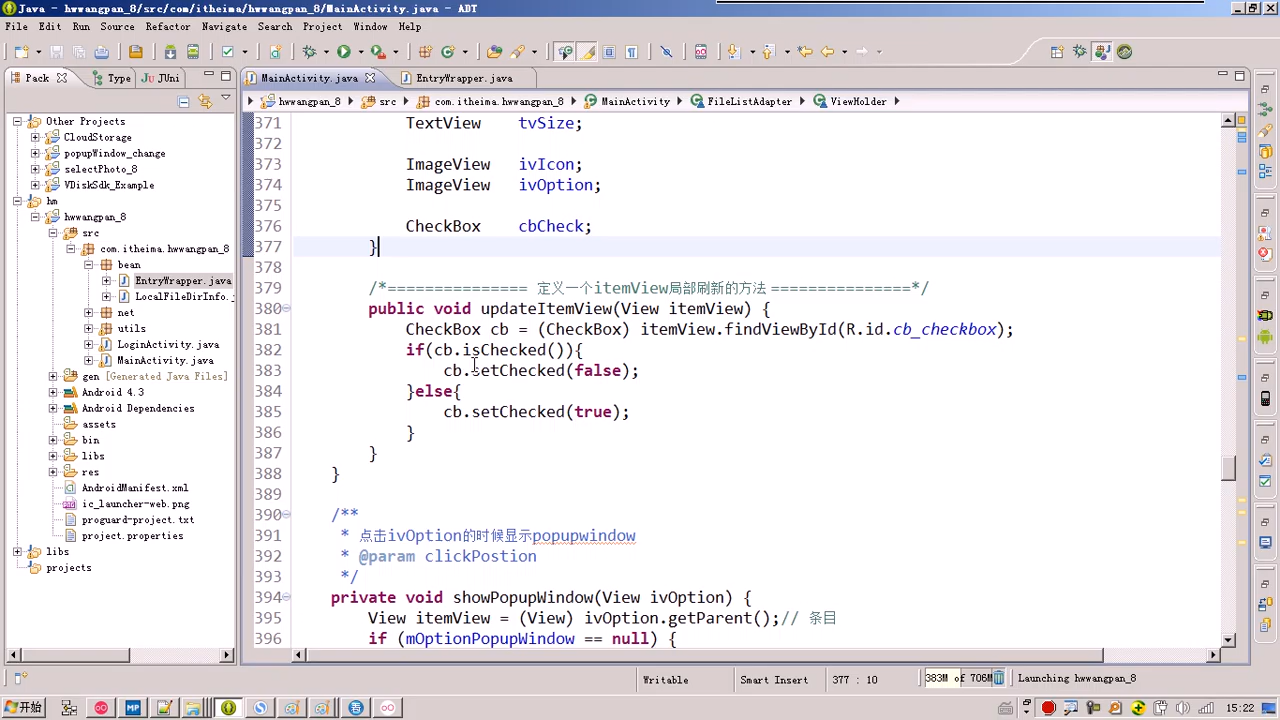 Java - hwwangpan_8/src/com/itheima/hwwangpan_8/MainActivity.java - ADT
File Edit Refactor Source Navigate Search Project Window Help
Pack Type JUni
MainActivity.java EntryWrapper.java
hwwangpan_8 src com.itheima.hwwangpan_8 MainActivity FileListAdapter ViewHolder
Other Projects
CloudStorage
popupWindow_change
selectPhoto_8
VDiskSdk_Example
hm
hwwangpan_8
src
com.itheima.hwwangpan_8
bean
EntryWrapper.java
LocalFileDirInfo.
net
utils
LoginActivity.java
MainActivity.java
gen [Generated Java Files]
Android 4.3
Android Dependencies
assets
bin
libs
res
AndroidManifest.xml
ic_launcher-web.png
proguard-project.txt
project.properties
libs
projects
371 TextView tvSize;
372
373 ImageView ivIcon;
374 ImageView ivOption;
375
376 CheckBox cbCheck;
377 }
378
379 /*=============== 定义一个itemView局部刷新的方法 ===============*/
380 public void updateItemView(View itemView) {
381 CheckBox cb = (CheckBox) itemView.findViewById(R.id.cb_checkbox);
382 if(cb.isChecked()){
383 cb.setChecked(false);
384 }else{
385 cb.setChecked(true);
386 }
387 }
388 }
389
390 /**
391 * 点击ivOption的时候显示popupwindow
392 * @param clickPostion
393 */
394 private void showPopupWindow(View ivOption) {
395 View itemView = (View) ivOption.getParent();// 条目
396 if (mOptionPopupWindow == null) {
Writable Smart Insert 377 : 10 383M of 706M Launching hwwangpan_8
开始 15:22